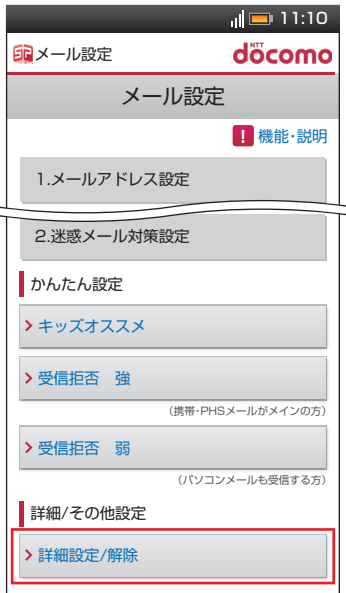 11:10
SPメール設定
NTT
docomo
メール設定
! 機能・説明
1.メールアドレス設定
2.迷惑メール対策設定
かんたん設定
キッズオススメ
受信拒否　強
(携帯・PHSメールがメインの方)
受信拒否　弱
(パソコンメールも受信する方)
詳細/その他設定
詳細設定/解除